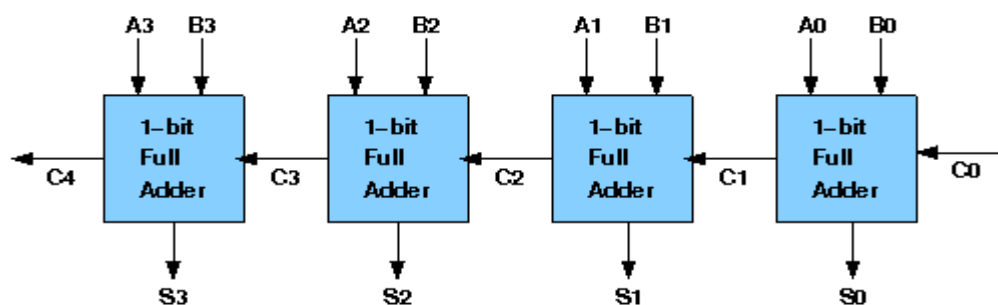 A3 B3 A2 B2 A1 B1 A0 B0
1-bit Full Adder
1-bit Full Adder
1-bit Full Adder
1-bit Full Adder
C4 C3 C2 C1 C0
S3 S2 S1 S0